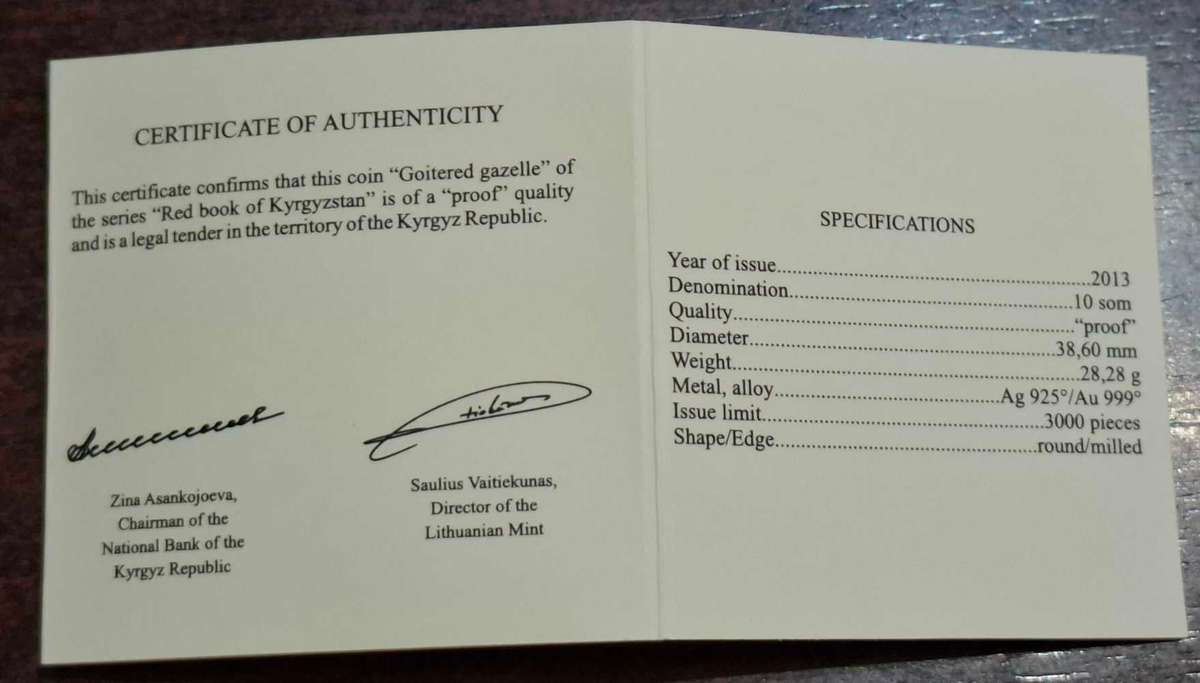 CERTIFICATE OF AUTHENTICITY
This certificate confirms that this coin “Goitered gazelle” of
the series “Red book of Kyrgyzstan” is of a “proof” quality
and is a legal tender in the territory of the Kyrgyz Republic.
Zina Asankojoeva,
Chairman of the
National Bank of the
Kyrgyz Republic
Saulius Vaitiekunas,
Director of the
Lithuanian Mint
SPECIFICATIONS
Year of issue....................................................2013
Denomination..............................................10 som
Quality.......................................................“proof”
Diameter..................................................38,60 mm
Weight.........................................................28,28 g
Metal, alloy....................................Ag 925°/Au 999°
Issue limit..............................................3000 pieces
Shape/Edge..........................................round/milled